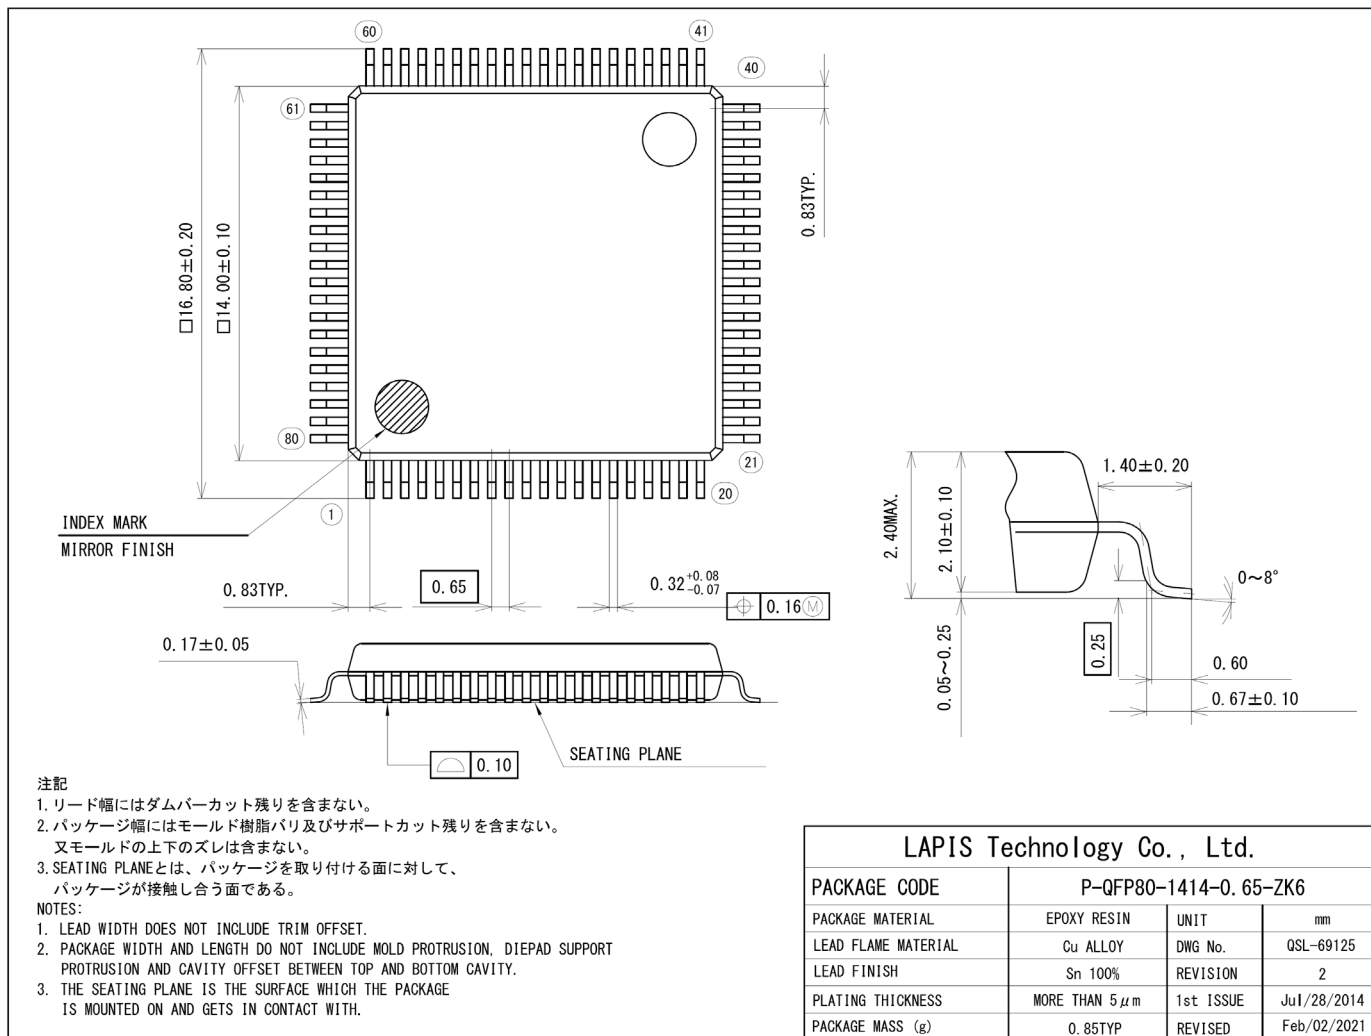 60
41
40
61
0.83TYP.
□16.80±0.20
□14.00±0.10
80
21
20
1
INDEX MARK
MIRROR FINISH
0.83TYP.
0.65
0.32 +0.08 -0.07
0.16Ⓜ
0.17±0.05
0.10
SEATING PLANE
1.40±0.20
2.40MAX.
2.10±0.10
0~8°
0.05~0.25
0.25
0.60
0.67±0.10
注記
1.リード幅にはダムバーカット残りを含まない。
2.パッケージ幅にはモールド樹脂バリ及びサポートカット残りを含まない。
又モールドの上下のズレは含まない。
3.SEATING PLANEとは、パッケージを取り付ける面に対して、
パッケージが接触し合う面である。
NOTES:
1. LEAD WIDTH DOES NOT INCLUDE TRIM OFFSET.
2. PACKAGE WIDTH AND LENGTH DO NOT INCLUDE MOLD PROTRUSION, DIEPAD SUPPORT
PROTRUSION AND CAVITY OFFSET BETWEEN TOP AND BOTTOM CAVITY.
3. THE SEATING PLANE IS THE SURFACE WHICH THE PACKAGE
IS MOUNTED ON AND GETS IN CONTACT WITH.
LAPIS Technology Co., Ltd.
PACKAGE CODE P-QFP80-1414-0.65-ZK6
PACKAGE MATERIAL EPOXY RESIN UNIT mm
LEAD FLAME MATERIAL Cu ALLOY DWG No. QSL-69125
LEAD FINISH Sn 100% REVISION 2
PLATING THICKNESS MORE THAN 5μm 1st ISSUE Jul/28/2014
PACKAGE MASS (g) 0.85TYP REVISED Feb/02/2021